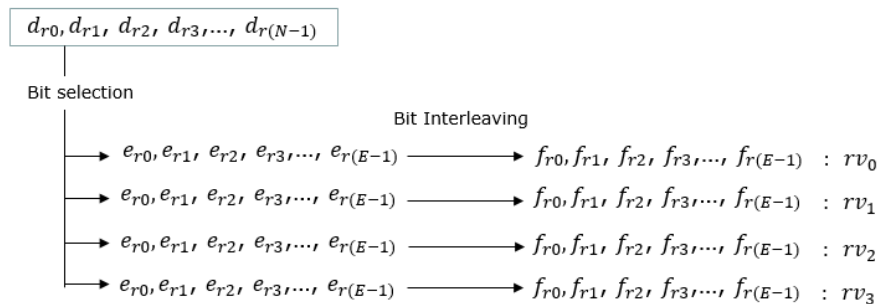 d_{r0}, d_{r1}, d_{r2}, d_{r3},..., d_{r(N-1)}
Bit selection
Bit Interleaving
e_{r0}, e_{r1}, e_{r2}, e_{r3},..., e_{r(E-1)} f_{r0}, f_{r1}, f_{r2}, f_{r3},..., f_{r(E-1)} : rv_0
e_{r0}, e_{r1}, e_{r2}, e_{r3},..., e_{r(E-1)} f_{r0}, f_{r1}, f_{r2}, f_{r3},..., f_{r(E-1)} : rv_1
e_{r0}, e_{r1}, e_{r2}, e_{r3},..., e_{r(E-1)} f_{r0}, f_{r1}, f_{r2}, f_{r3},..., f_{r(E-1)} : rv_2
e_{r0}, e_{r1}, e_{r2}, e_{r3},..., e_{r(E-1)} f_{r0}, f_{r1}, f_{r2}, f_{r3},..., f_{r(E-1)} : rv_3